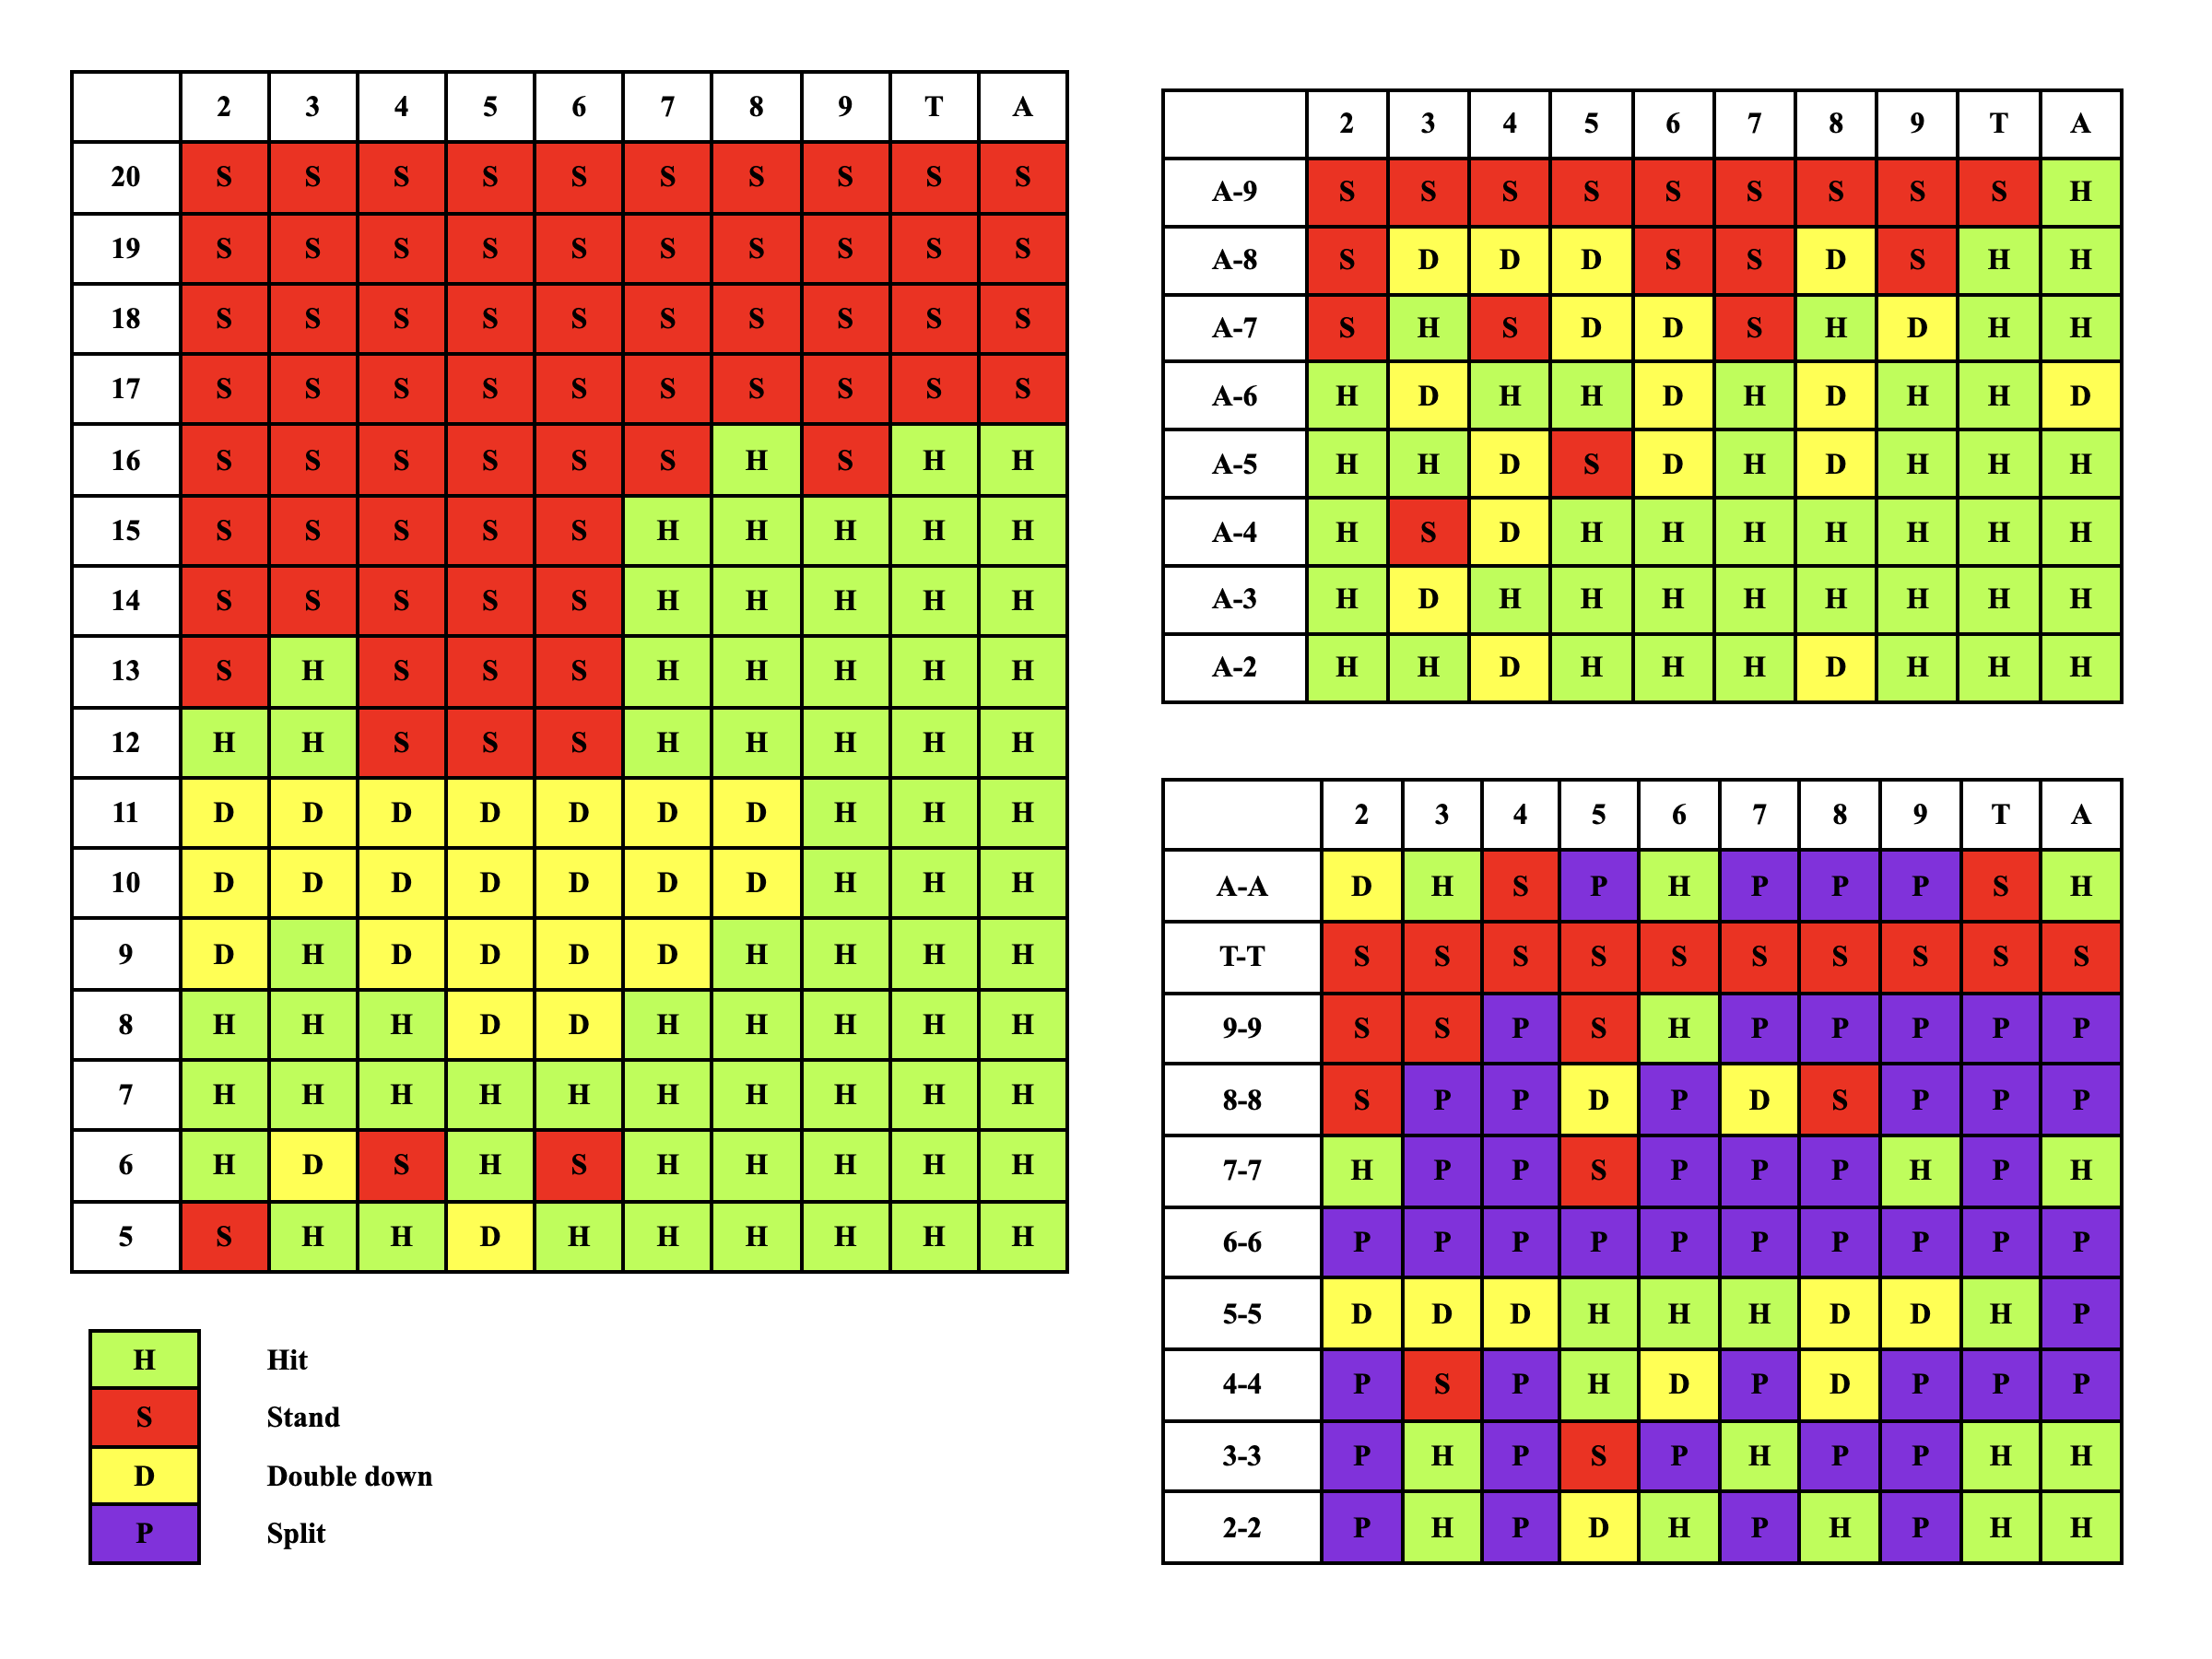 2 3 4 5 6 7 8 9 T A
20 S S S S S S S S S S
19 S S S S S S S S S S
18 S S S S S S S S S S
17 S S S S S S S S S S
16 S S S S S S H S H H
15 S S S S S H H H H H
14 S S S S S H H H H H
13 S H S S S H H H H H
12 H H S S S H H H H H
11 D D D D D D D H H H
10 D D D D D D D H H H
9 D H D D D D H H H H
8 H H H D D H H H H H
7 H H H H H H H H H H
6 H D S H S H H H H H
5 S H H D H H H H H H
H Hit
S Stand
D Double down
P Split
2 3 4 5 6 7 8 9 T A
A-9 S S S S S S S S S H
A-8 S D D D S S D S H H
A-7 S H S D D S H D H H
A-6 H D H H D H D H H D
A-5 H H D S D H D H H H
A-4 H S D H H H H H H H
A-3 H D H H H H H H H H
A-2 H H D H H H D H H H
2 3 4 5 6 7 8 9 T A
A-A D H S P H P P P S H
T-T S S S S S S S S S S
9-9 S S P S H P P P P P
8-8 S P P D P D S P P P
7-7 H P P S P P P H P H
6-6 P P P P P P P P P P
5-5 D D D H H H D D H P
4-4 P S P H D P D P P P
3-3 P H P S P H P P H H
2-2 P H P D H P H P H H